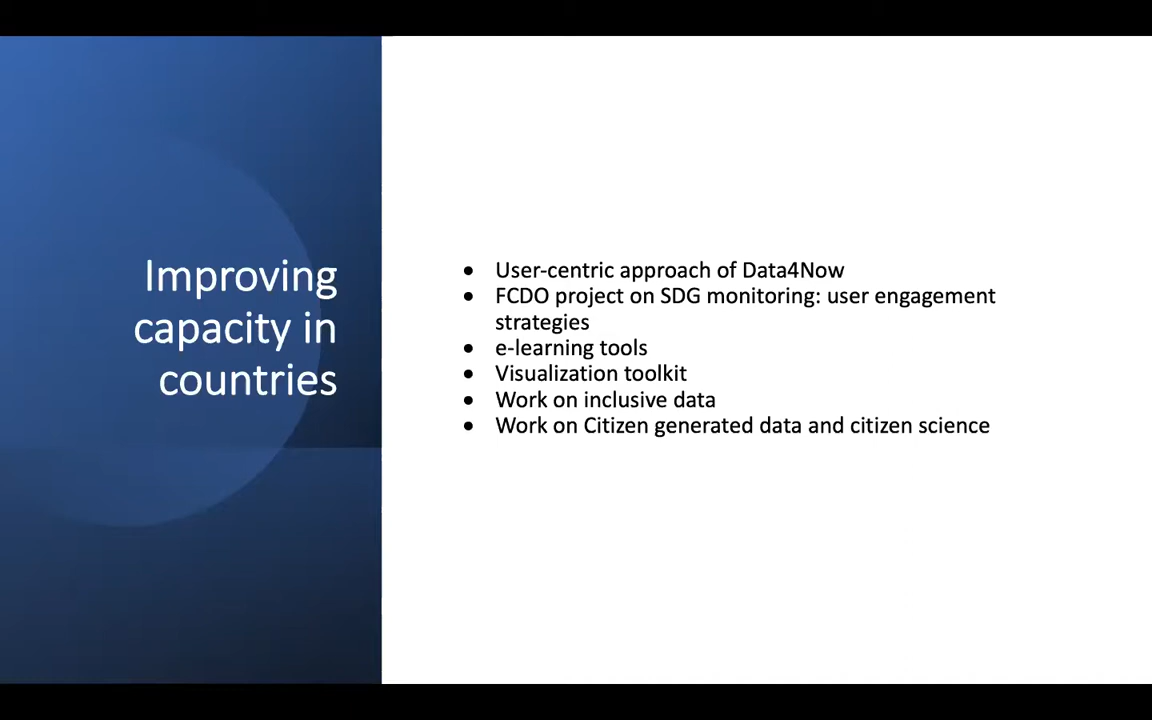 Improving
capacity in
countries
• User-centric approach of Data4Now
• FCDO project on SDG monitoring: user engagement
strategies
• e-learning tools
• Visualization toolkit
• Work on inclusive data
• Work on Citizen generated data and citizen science